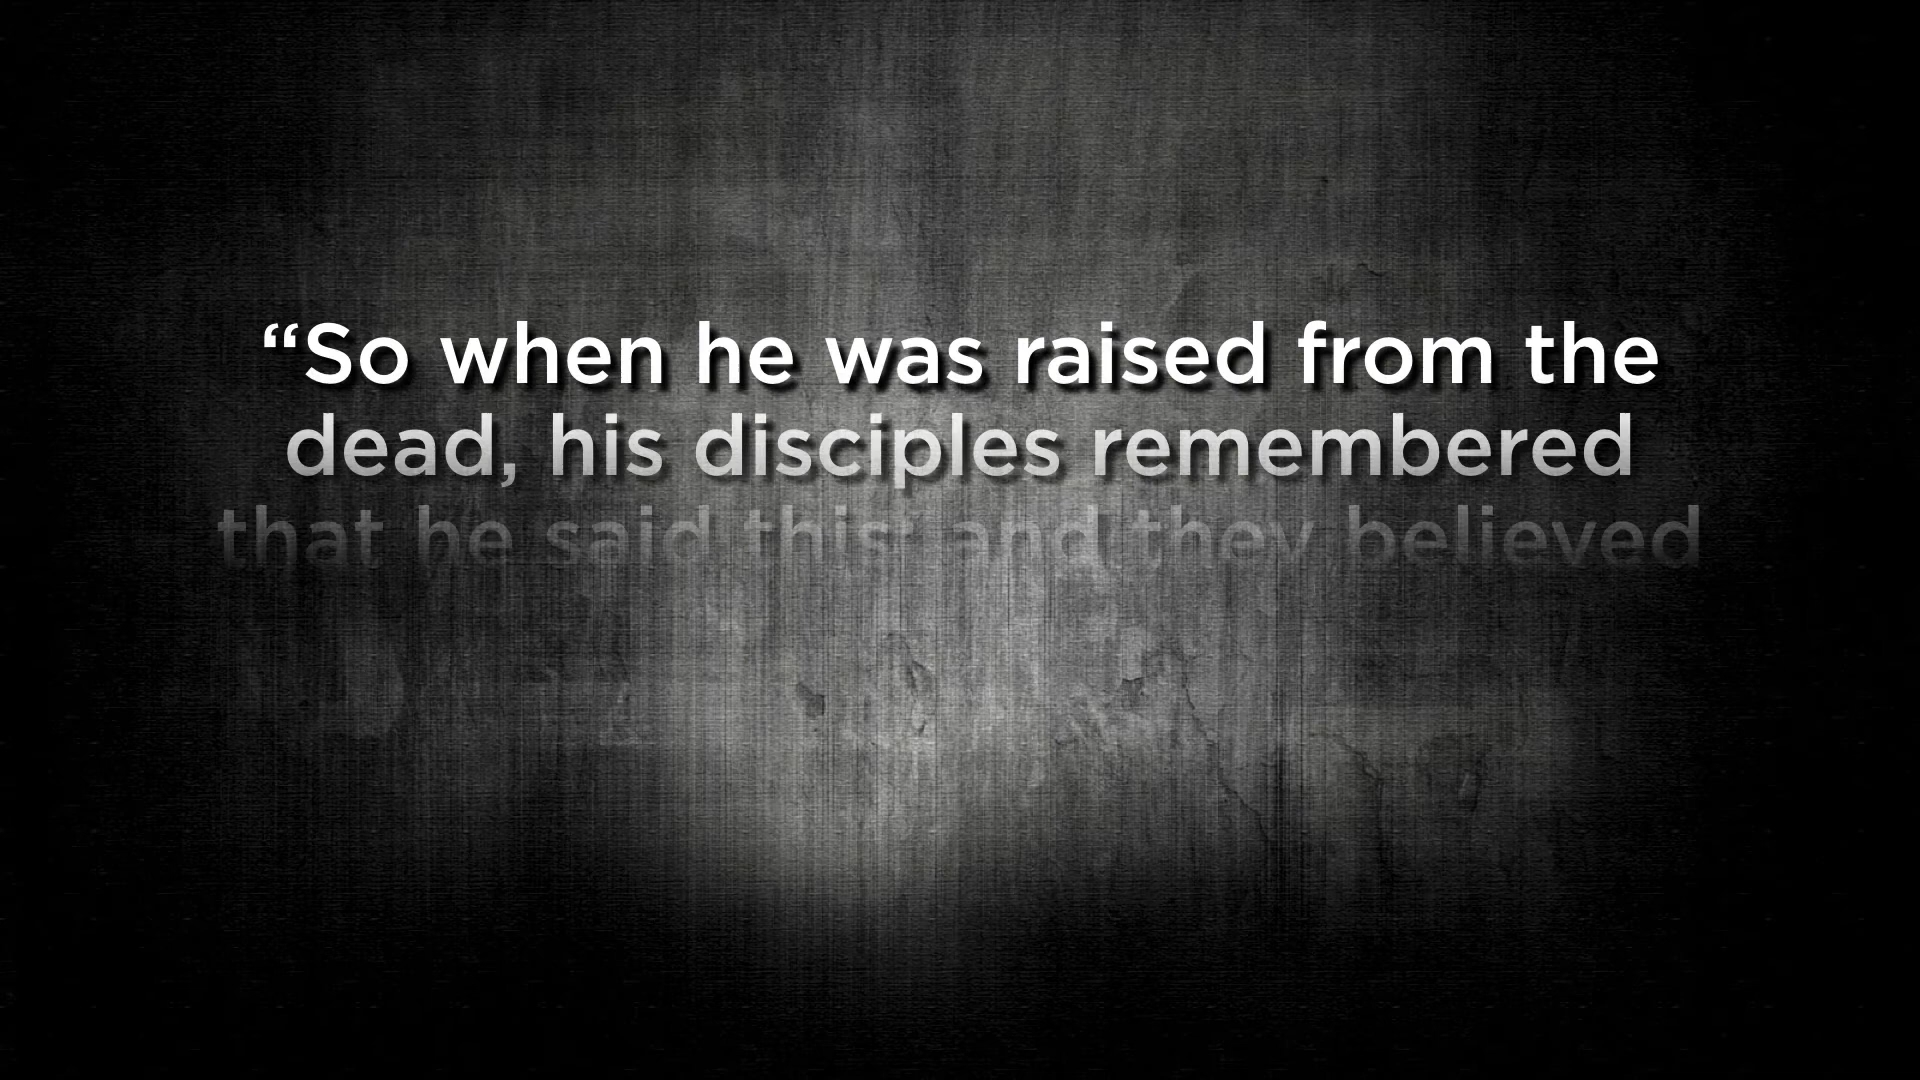 “So when he was raised from the
dead, his disciples remembered
that he said this; and they believed